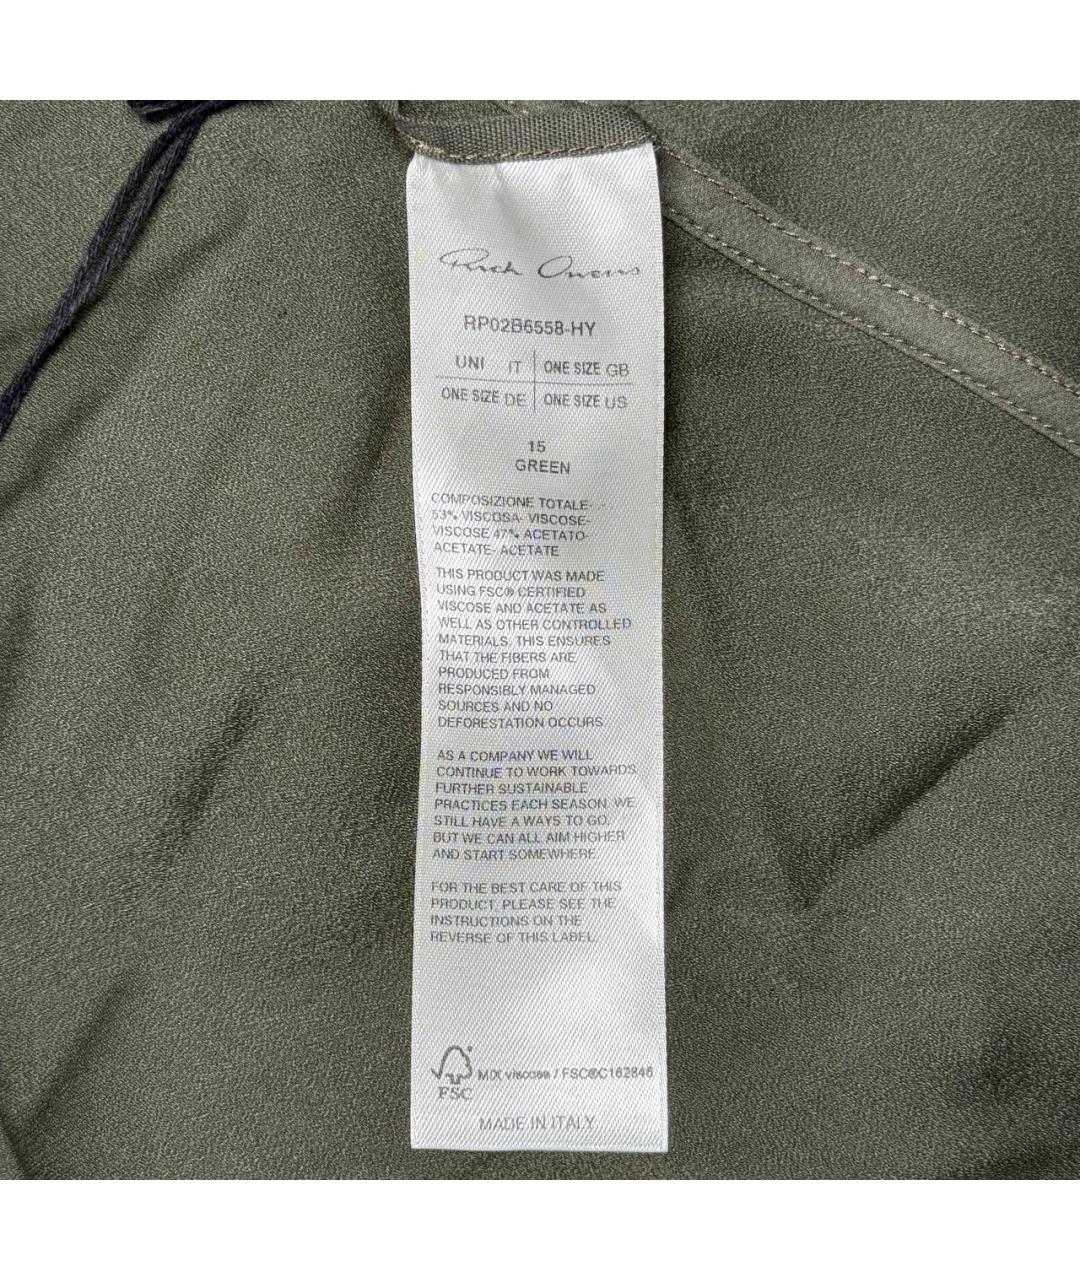 Rick Owens
RP02B6558-HY
UNI IT ONE SIZE GB
ONE SIZE DE ONE SIZE US
15
GREEN
COMPOSIZIONE TOTALE- -
53% VISCOSA- VISCOSE-
VISCOSE 47% ACETATO-
ACETATE- ACETATE
THIS PRODUCT WAS MADE
USING FSC® CERTIFIED
VISCOSE AND ACETATE AS
WELL AS OTHER CONTROLLED
MATERIALS. THIS ENSURES
THAT THE FIBERS ARE
PRODUCED FROM
RESPONSIBLY MANAGED
SOURCES AND NO
DEFORESTATION OCCURS.
AS A COMPANY WE WILL
CONTINUE TO WORK TOWARDS
FURTHER SUSTAINABLE
PRACTICES EACH SEASON. WE
STILL HAVE A WAYS TO GO,
BUT WE CAN ALL AIM HIGHER
AND START SOMEWHERE.
FOR THE BEST CARE OF THIS
PRODUCT, PLEASE SEE THE
INSTRUCTIONS ON THE
REVERSE OF THIS LABEL.
MIX viscose / FSC®C162846
FSC
MADE IN ITALY